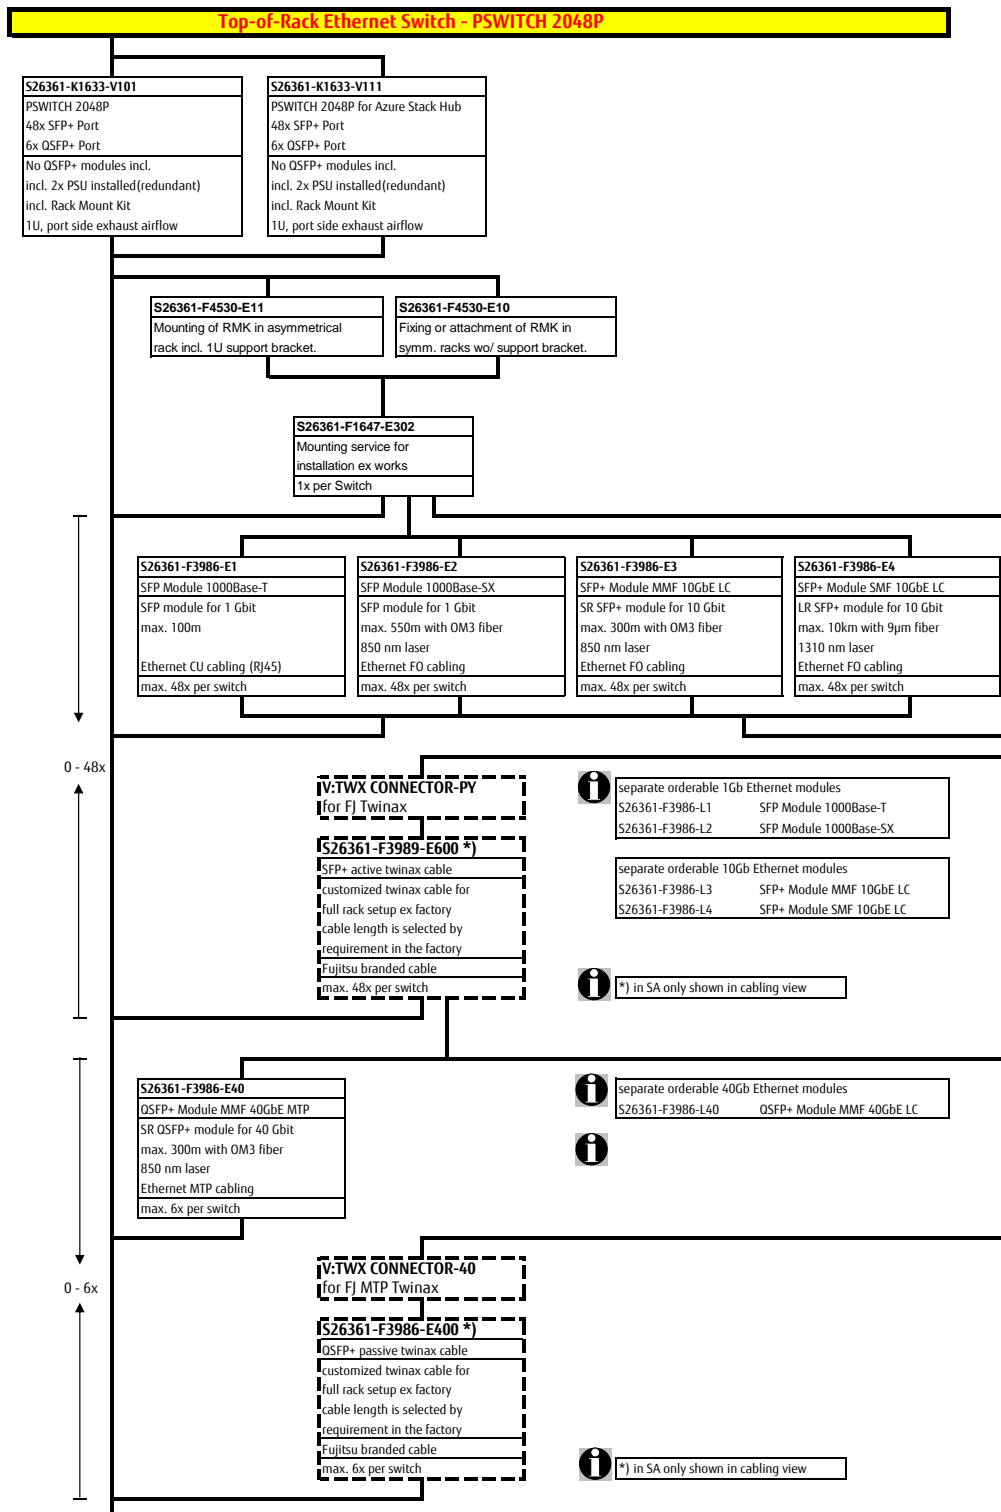 Top-of-Rack Ethernet Switch - PSWITCH 2048P
S26361-K1633-V101
PSWITCH 2048P
48x SFP+ Port
6x QSFP+ Port
No QSFP+ modules incl.
incl. 2x PSU installed(redundant)
incl. Rack Mount Kit
1U, port side exhaust airflow
S26361-K1633-V111
PSWITCH 2048P for Azure Stack Hub
48x SFP+ Port
6x QSFP+ Port
No QSFP+ modules incl.
incl. 2x PSU installed(redundant)
incl. Rack Mount Kit
1U, port side exhaust airflow
S26361-F4530-E11
Mounting of RMK in asymmetrical
rack incl. 1U support bracket.
S26361-F4530-E10
Fixing or attachment of RMK in
symm. racks wo/ support bracket.
S26361-F1647-E302
Mounting service for
installation ex works
1x per Switch
S26361-F3986-E1
SFP Module 1000Base-T
SFP module for 1 Gbit
max. 100m
Ethernet CU cabling (RJ45)
max. 48x per switch
S26361-F3986-E2
SFP Module 1000Base-SX
SFP module for 1 Gbit
max. 550m with OM3 fiber
850 nm laser
Ethernet FO cabling
max. 48x per switch
S26361-F3986-E3
SFP+ Module MMF 10GbE LC
SR SFP+ module for 10 Gbit
max. 300m with OM3 fiber
850 nm laser
Ethernet FO cabling
max. 48x per switch
S26361-F3986-E4
SFP+ Module SMF 10GbE LC
LR SFP+ module for 10 Gbit
max. 10km with 9µm fiber
1310 nm laser
Ethernet FO cabling
max. 48x per switch
0 - 48x
V:TWX CONNECTOR-PY
for FJ Twinax
S26361-F3989-E600 *)
SFP+ active twinax cable
customized twinax cable for
full rack setup ex factory
cable length is selected by
requirement in the factory
Fujitsu branded cable
max. 48x per switch
separate orderable 1Gb Ethernet modules
S26361-F3986-L1 SFP Module 1000Base-T
S26361-F3986-L2 SFP Module 1000Base-SX
separate orderable 10Gb Ethernet modules
S26361-F3986-L3 SFP+ Module MMF 10GbE LC
S26361-F3986-L4 SFP+ Module SMF 10GbE LC
*) in SA only shown in cabling view
S26361-F3986-E40
QSFP+ Module MMF 40GbE MTP
SR QSFP+ module for 40 Gbit
max. 300m with OM3 fiber
850 nm laser
Ethernet MTP cabling
max. 6x per switch
separate orderable 40Gb Ethernet modules
S26361-F3986-L40 QSFP+ Module MMF 40GbE LC
0 - 6x
V:TWX CONNECTOR-40
for FJ MTP Twinax
S26361-F3986-E400 *)
QSFP+ passive twinax cable
customized twinax cable for
full rack setup ex factory
cable length is selected by
requirement in the factory
Fujitsu branded cable
max. 6x per switch
*) in SA only shown in cabling view